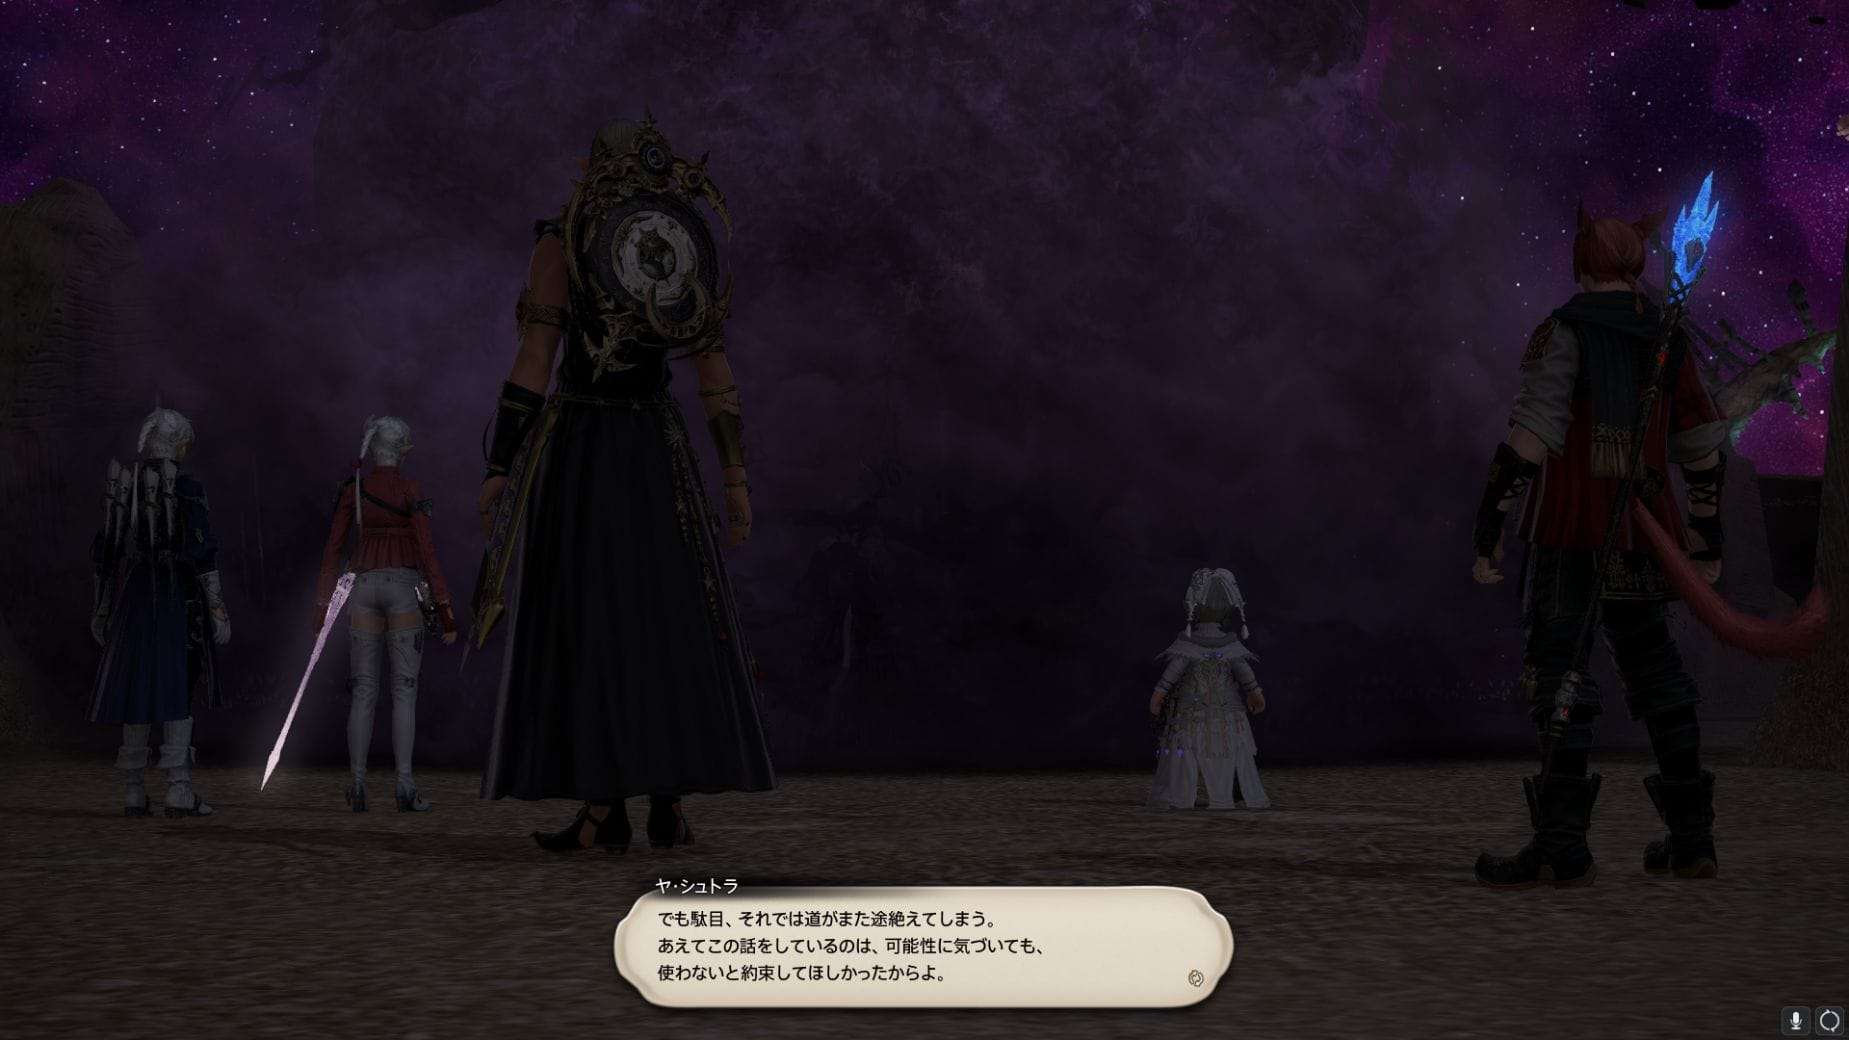 ヤ・シュトラ
でも駄目、それでは道がまた途絶えてしまう。
あえてこの話をしているのは、可能性に気づいても、
使わないと約束してほしかったからよ。